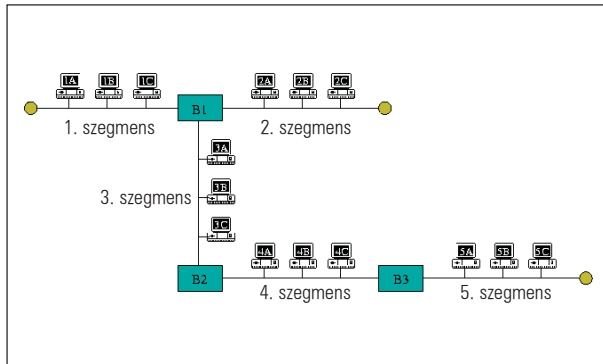 1A 1B 1C 2A 2B 2C
B1
1. szegmens 2. szegmens
3A
3. szegmens 3B
3C
4A 4B 4C 5A 5B 5C
B2 B3
4. szegmens 5. szegmens